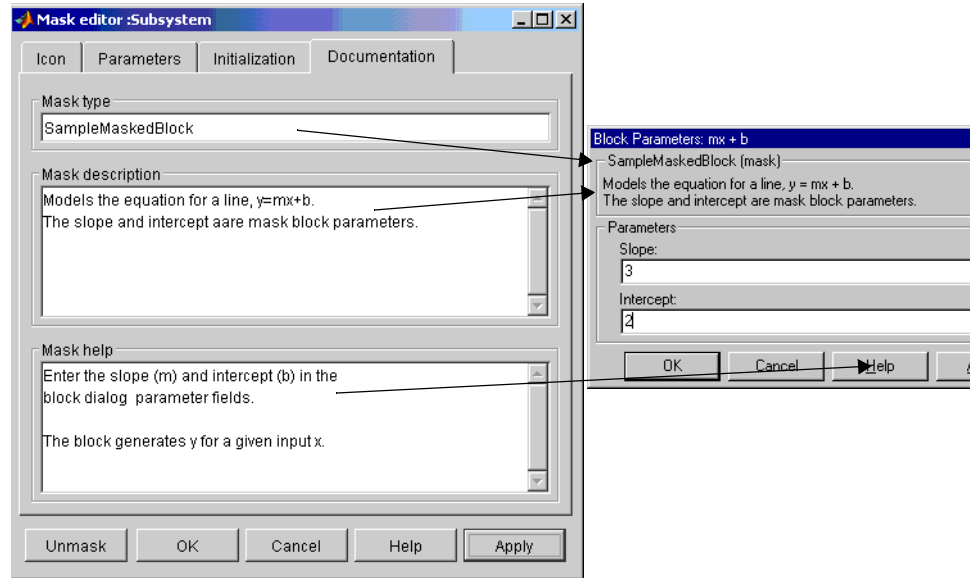 Mask editor :Subsystem
Icon
Parameters
Initialization
Documentation
Mask type
SampleMaskedBlock
Mask description
Models the equation for a line, y=mx+b.
The slope and intercept aare mask block parameters.
Mask help
Enter the slope (m) and intercept (b) in the
block dialog parameter fields.
The block generates y for a given input x.
Unmask
OK
Cancel
Help
Apply
Block Parameters: mx + b
SampleMaskedBlock (mask)
Models the equation for a line, y = mx + b.
The slope and intercept are mask block parameters.
Parameters
Slope:
3
Intercept:
2
OK
Cancel
Help